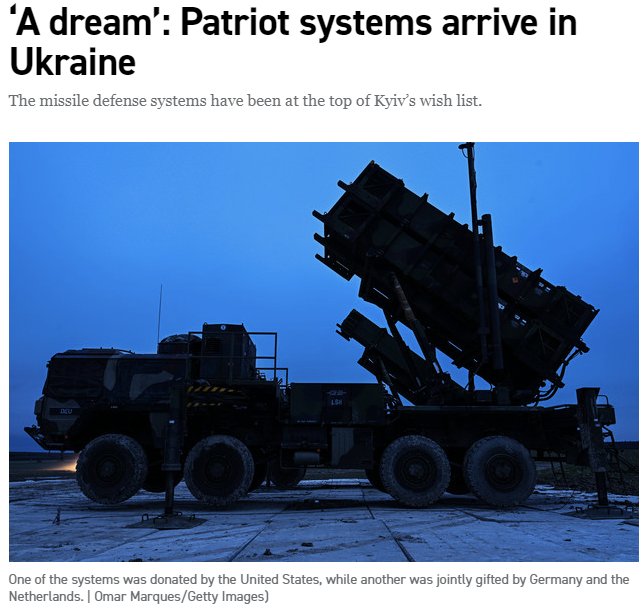 ‘A dream’: Patriot systems arrive in
Ukraine
The missile defense systems have been at the top of Kyiv’s wish list.
One of the systems was donated by the United States, while another was jointly gifted by Germany and the
Netherlands. | Omar Marques/Getty Images)